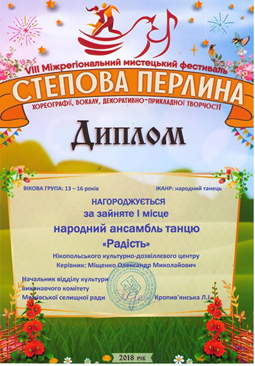 VIII Міжрегіональний мистецький фестиваль
СТЕПОВА ПЕРЛИНА
ХОРЕОГРАФІЇ, ВОКАЛУ, ДЕКОРАТИВНО-ПРИКЛАДНОЇ ТВОРЧОСТІ
Диплом
ВІКОВА ГРУПА: 13 – 16 років ЖАНР: народний танець
НАГОРОДЖУЄТЬСЯ
за зайняте І місце
народний ансамбль танцю
«Радість»
Нікопольського культурно-дозвіллєвого центру
Керівник: Міщенко Олександр Миколайович
Начальник відділу культури
виконавчого комітету
селищної ради Кропив'янська Л.І.
2018 рік